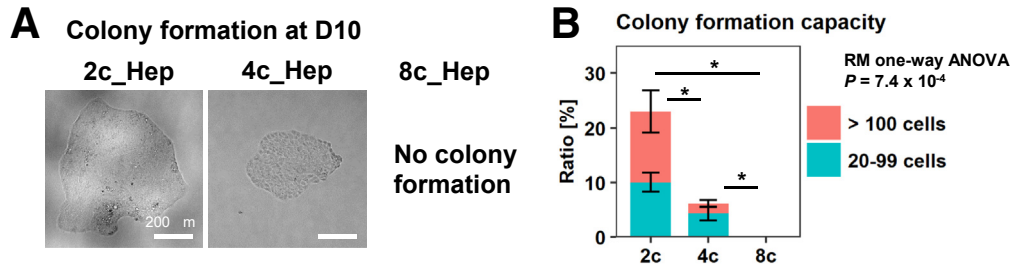 A Colony formation at D10
2c_Hep 4c_Hep 8c_Hep
200 m
No colony
formation
B Colony formation capacity
RM one-way ANOVA
P = 7.4 x 10-4
Ratio [%]
30
20
10
0
* * *
> 100 cells
20-99 cells
2c 4c 8c